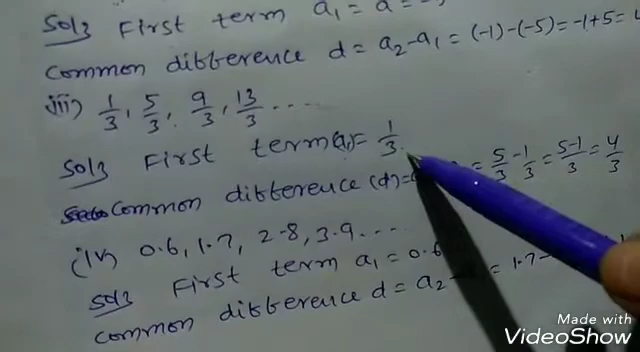 Sol: First term a₁ = a =
Common difference d = a₂-a₁ = (-1)-(-5) = -1+5 =
(iii) 1/3, 5/3, 9/3, 13/3 ....
Sol: First term(a₁) = 1/3.
Common difference (d) = = 5/3 - 1/3 = 5-1/3 = 4/3
(iv) 0.6, 1.7, 2.8, 3.9 ...
Sol: First term a₁ = 0.6
Common difference d = a₂ - = 1.7-
Made with
VideoShow